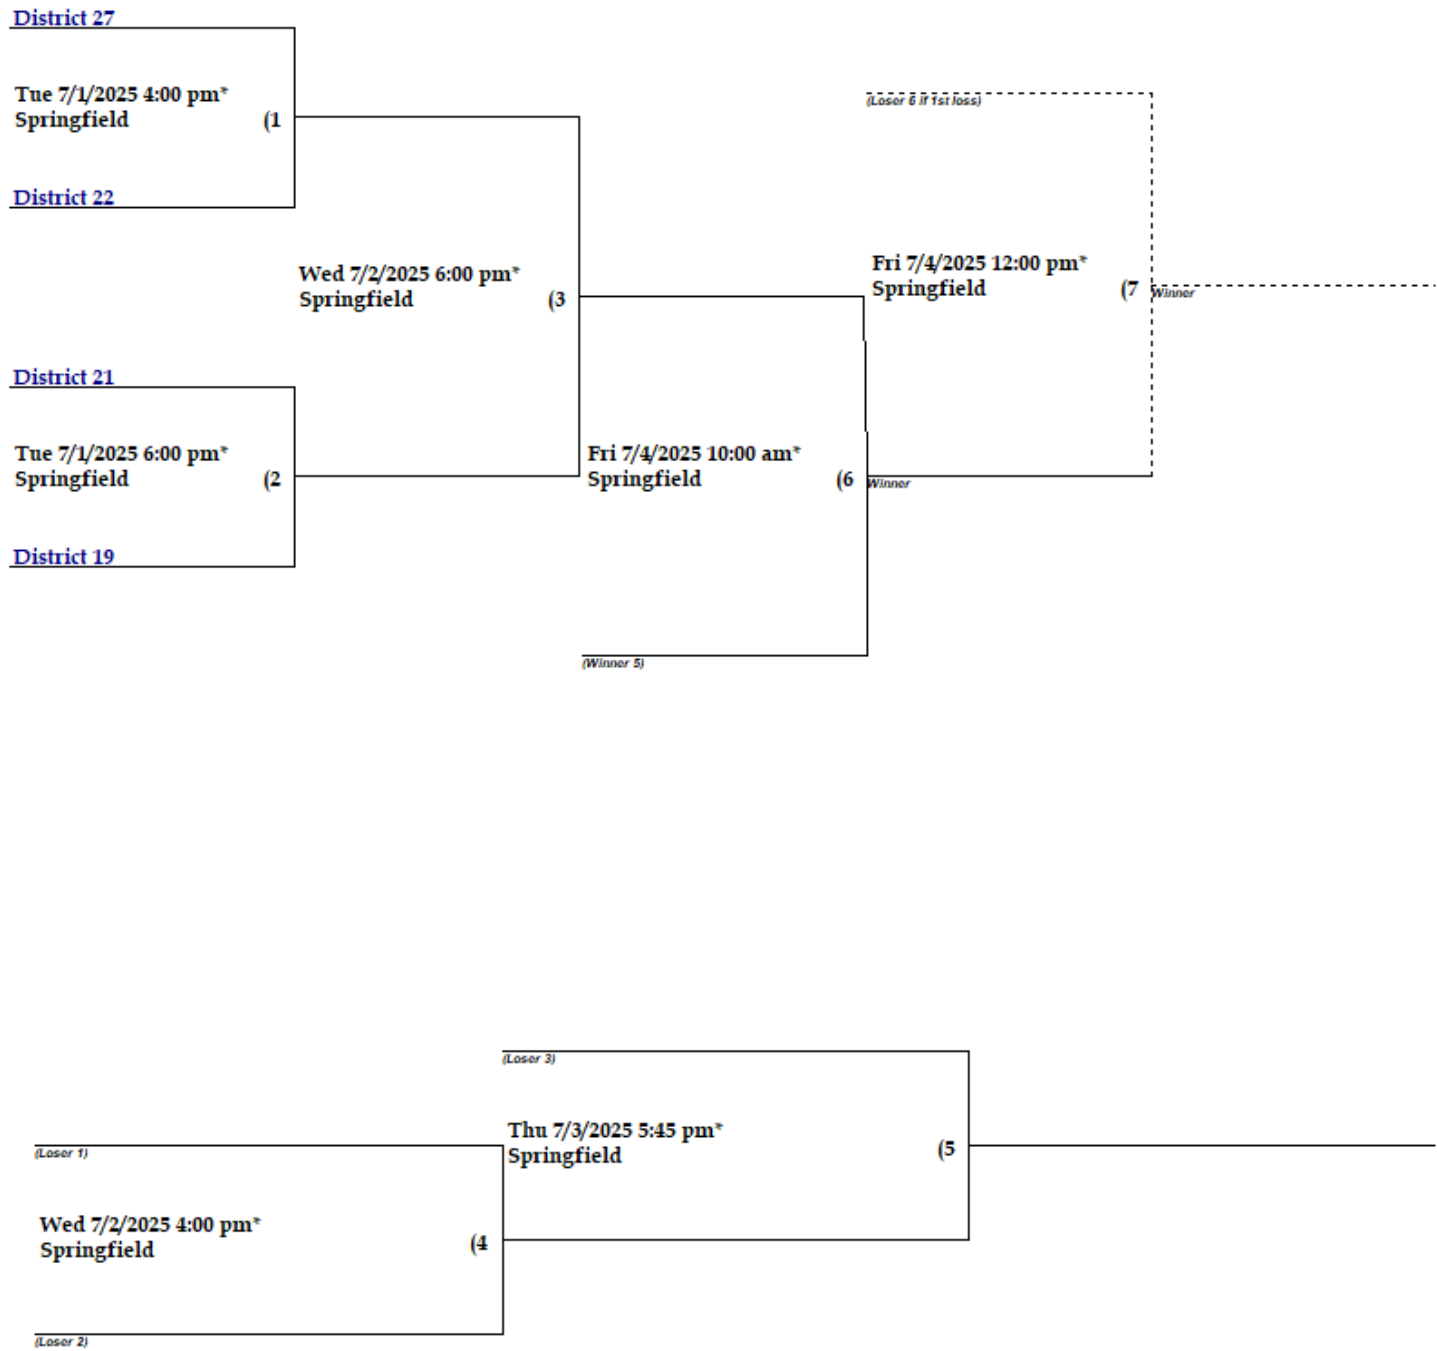 District 27
Tue 7/1/2025 4:00 pm*
Springfield (1
District 22
(Loser 6 if 1st loss)
Wed 7/2/2025 6:00 pm*
Springfield (3
Fri 7/4/2025 12:00 pm*
Springfield (7
Winner
District 21
Tue 7/1/2025 6:00 pm*
Springfield (2
District 19
Fri 7/4/2025 10:00 am*
Springfield (6
Winner
(Winner 5)
(Loser 3)
Thu 7/3/2025 5:45 pm*
Springfield (5
(Loser 1)
Wed 7/2/2025 4:00 pm*
Springfield (4
(Loser 2)